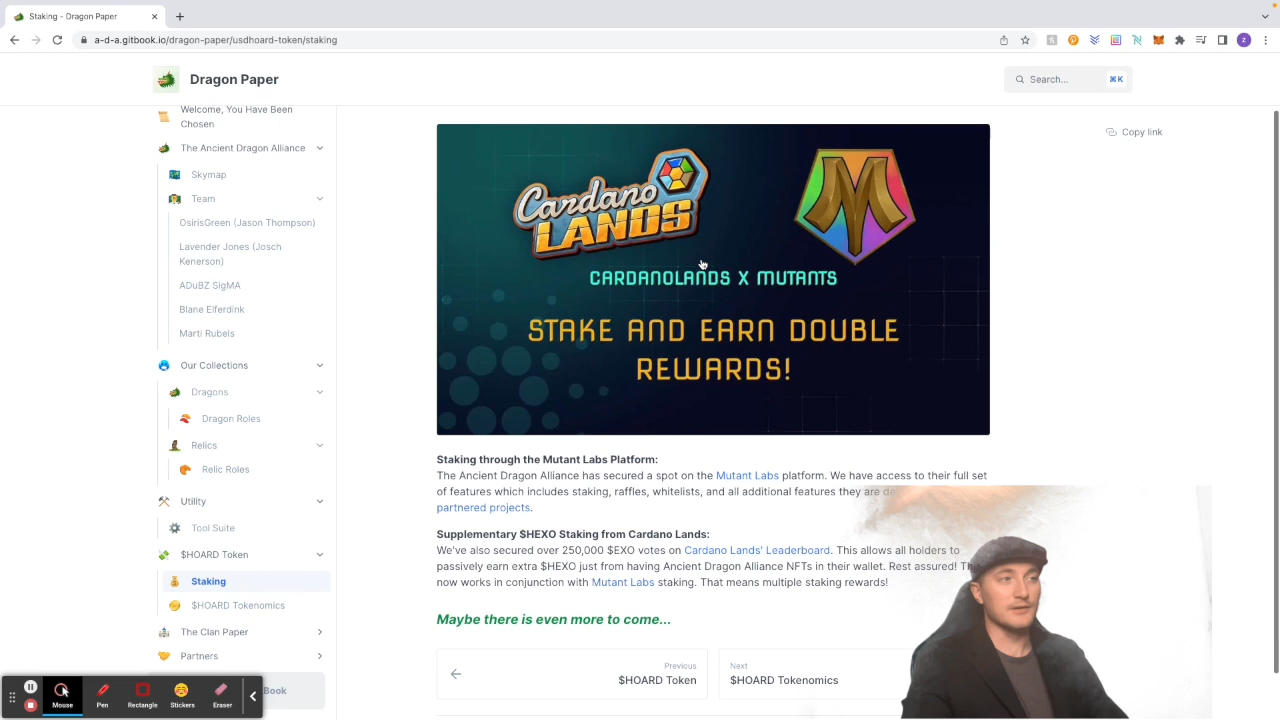 Staking - Dragon Paper
a-d-a.gitbook.io/dragon-paper/usdhoard-token/staking
Z
Dragon Paper
Search...
⌘K
Welcome, You Have Been
Chosen
The Ancient Dragon Alliance
Skymap
Team
OsirisGreen (Jason Thompson)
Lavender Jones (Josch
Kenerson)
ADuBZ SigMA
Blane Elferdink
Marti Rubels
Our Collections
Dragons
Dragon Roles
Relics
Relic Roles
Utility
Tool Suite
$HOARD Token
Staking
$HOARD Tokenomics
The Clan Paper
Partners
Book
Copy link
Cardano
LANDS
M
CARDANOLANDS X MUTANTS
STAKE AND EARN DOUBLE
REWARDS!
Staking through the Mutant Labs Platform:
The Ancient Dragon Alliance has secured a spot on the Mutant Labs platform. We have access to their full set
of features which includes staking, raffles, whitelists, and all additional features they are
partnered projects.
Supplementary $HEXO Staking from Cardano Lands:
We've also secured over 250,000 $EXO votes on Cardano Lands' Leaderboard. This allows all holders to
passively earn extra $HEXO just from having Ancient Dragon Alliance NFTs in their wallet. Rest assured!
now works in conjunction with Mutant Labs staking. That means multiple staking rewards!
Maybe there is even more to come...
Previous
$HOARD Token
Next
$HOARD Tokenomics
Mouse
Pen
Rectangle
Stickers
Eraser